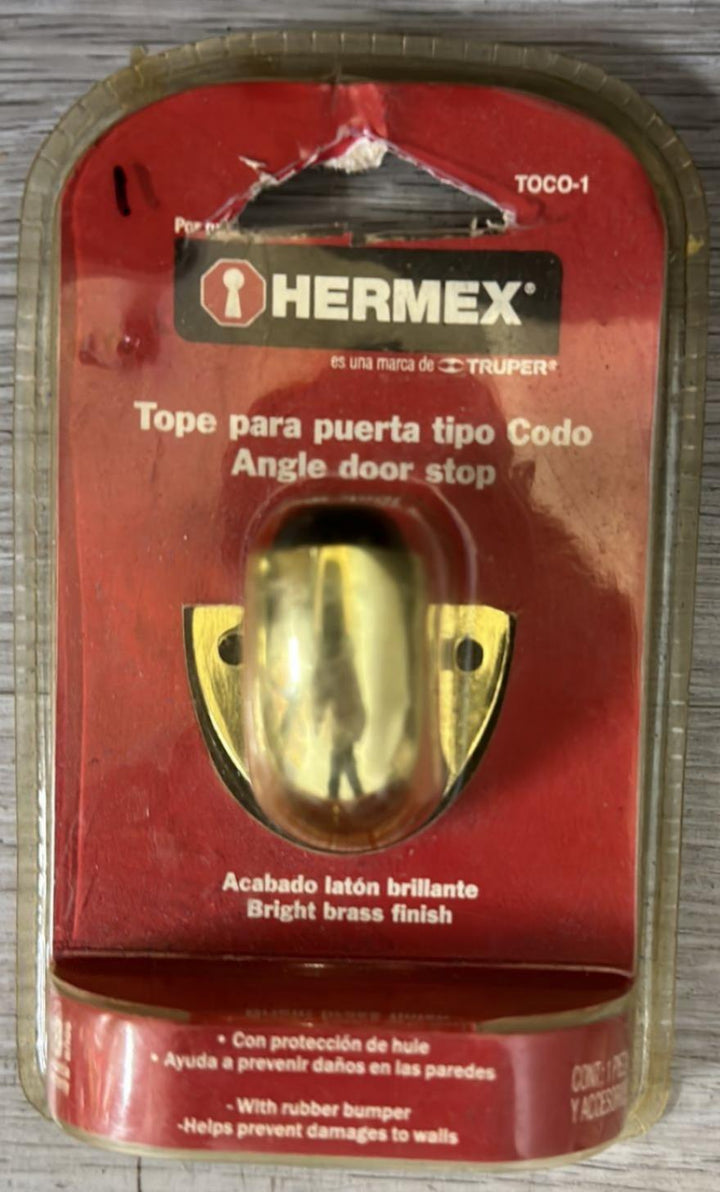 TOCO-1
HERMEX®
es una marca de TRUPER®
Tope para puerta tipo Codo
Angle door stop
Acabado latón brillante
Bright brass finish
• Con protección de hule
• Ayuda a prevenir daños en las paredes
- With rubber bumper
-Helps prevent damages to walls
CONT: 1
Y